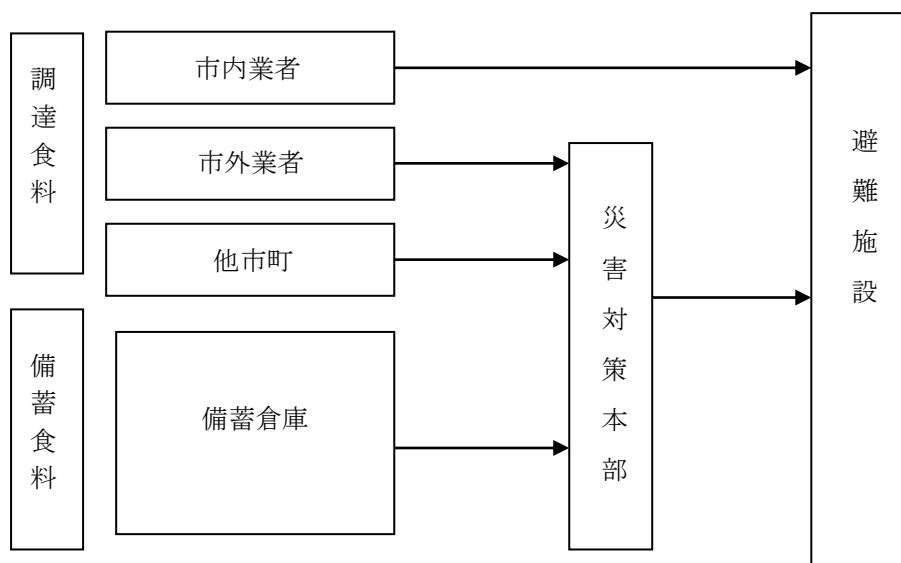 調達食料
市内業者
市外業者
他市町
備蓄食料
備蓄倉庫
災害対策本部
避難施設